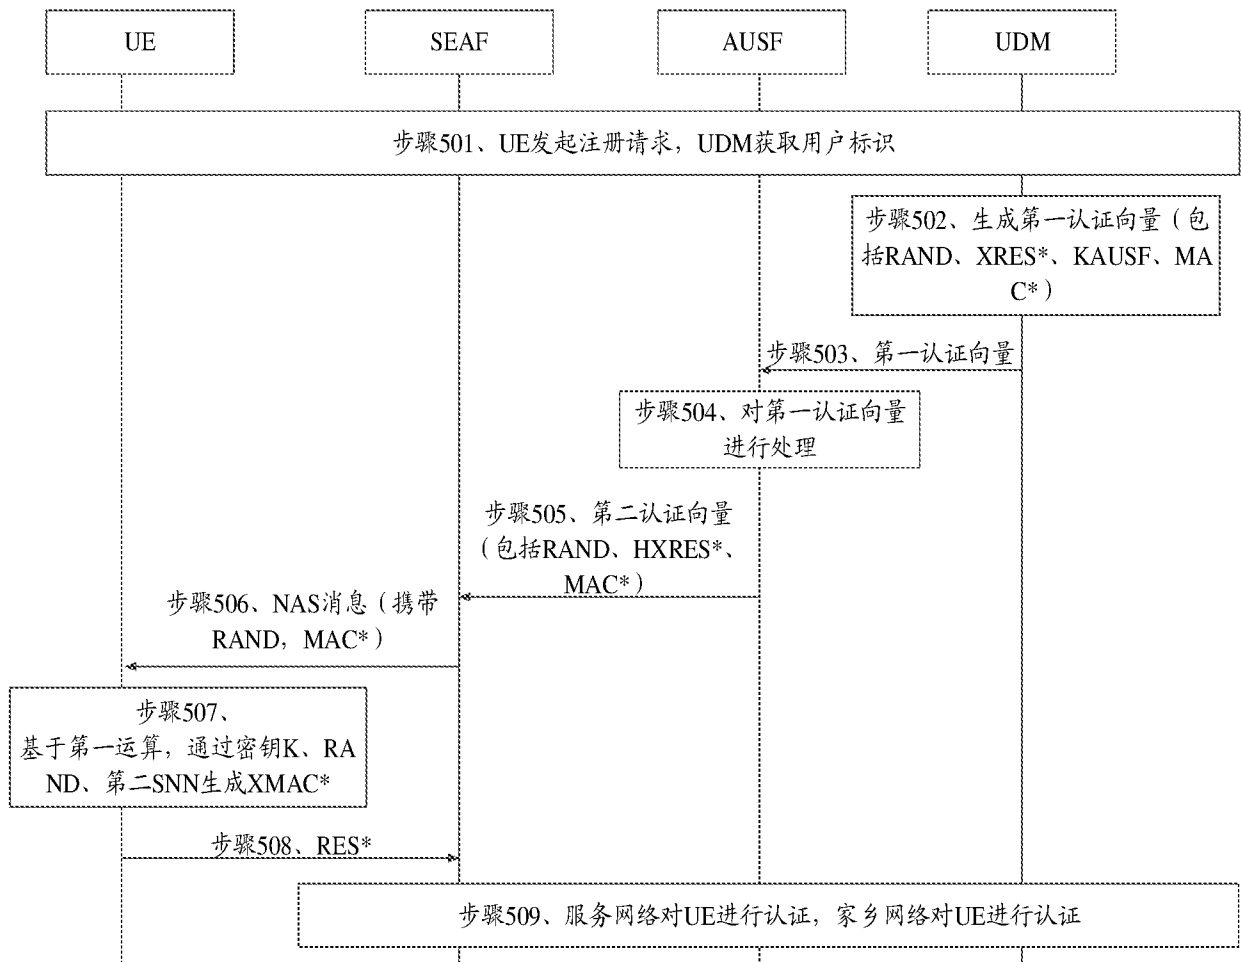 UE
SEAF
AUSF
UDM
步骤501、UE发起注册请求，UDM获取用户标识
步骤502、生成第一认证向量（包
括RAND、XRES*、KAUSF、MA
C*）
步骤503、第一认证向量
步骤504、对第一认证向量
进行处理
步骤505、第二认证向量
（包括RAND、HXRES*、
MAC*）
步骤506、NAS消息（携带
RAND，MAC*）
步骤507、
基于第一运算，通过密钥K、RA
ND、第二SNN生成XMAC*
步骤508、RES*
步骤509、服务网络对UE进行认证，家乡网络对UE进行认证